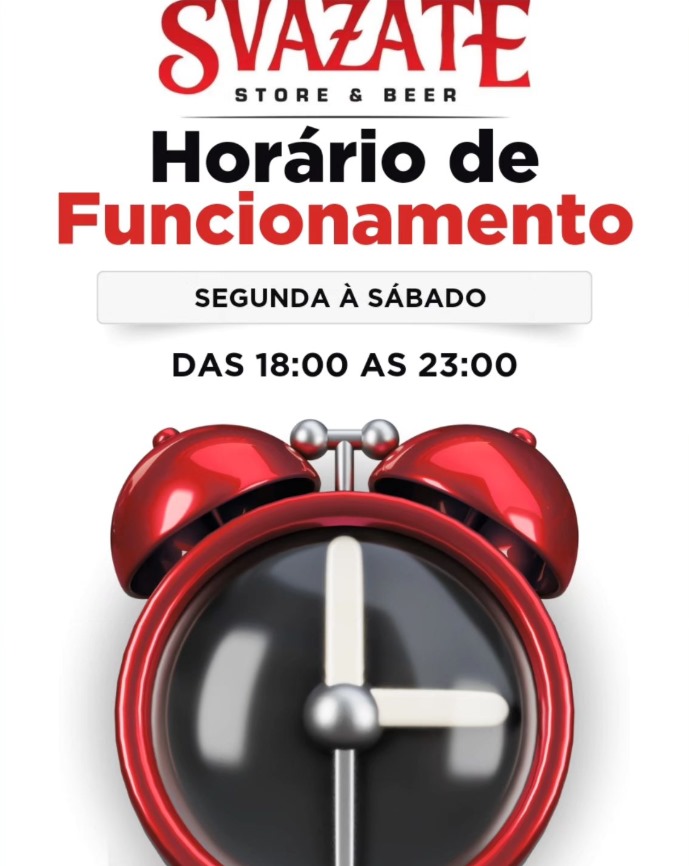 SVAZATE
STORE & BEER
Horário de
Funcionamento
SEGUNDA À SÁBADO
DAS 18:00 AS 23:00